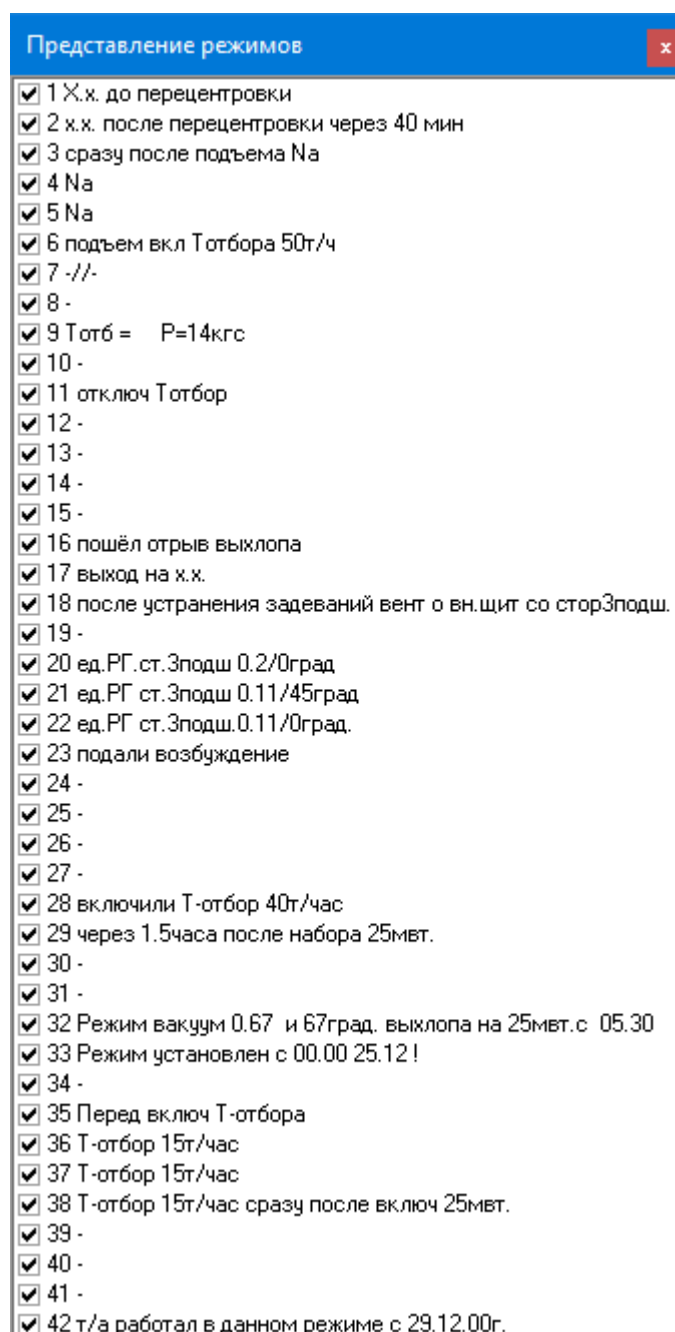 Представление режимов
x
1 Х.х. до перецентровки
2 х.х. после перецентровки через 40 мин
3 сразу после подъема Na
4 Na
5 Na
6 подъем вкл Тотбора 50т/ч
7 -//-
8 -
9 Тотб =     Р=14кгс
10 -
11 отключ Тотбор
12 -
13 -
14 -
15 -
16 пошёл отрыв выхлопа
17 выход на х.х.
18 после устранения задеваний вент о вн.щит со стор3подш.
19 -
20 ед.РГ.ст.3подш 0.2/0град
21 ед.РГ ст.3подш 0.11/45град
22 ед.РГ ст.3подш.0.11/0град.
23 подали возбуждение
24 -
25 -
26 -
27 -
28 включили Т-отбор 40т/час
29 через 1.5часа после набора 25мвт.
30 -
31 -
32 Режим вакуум 0.67  и 67град. выхлопа на 25мвт.с  05.30
33 Режим установлен с 00.00 25.12 !
34 -
35 Перед включ Т-отбора
36 Т-отбор 15т/час
37 Т-отбор 15т/час
38 Т-отбор 15т/час сразу после включ 25мвт.
39 -
40 -
41 -
42 т/а работал в данном режиме с 29.12.00г.